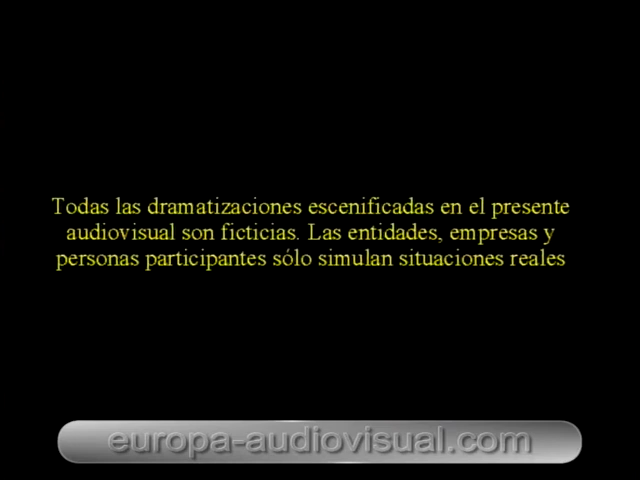 Todas las dramatizaciones escenificadas en el presente
audiovisual son ficticias. Las entidades, empresas y
personas participantes sólo simulan situaciones reales
europa-audiovisual.com